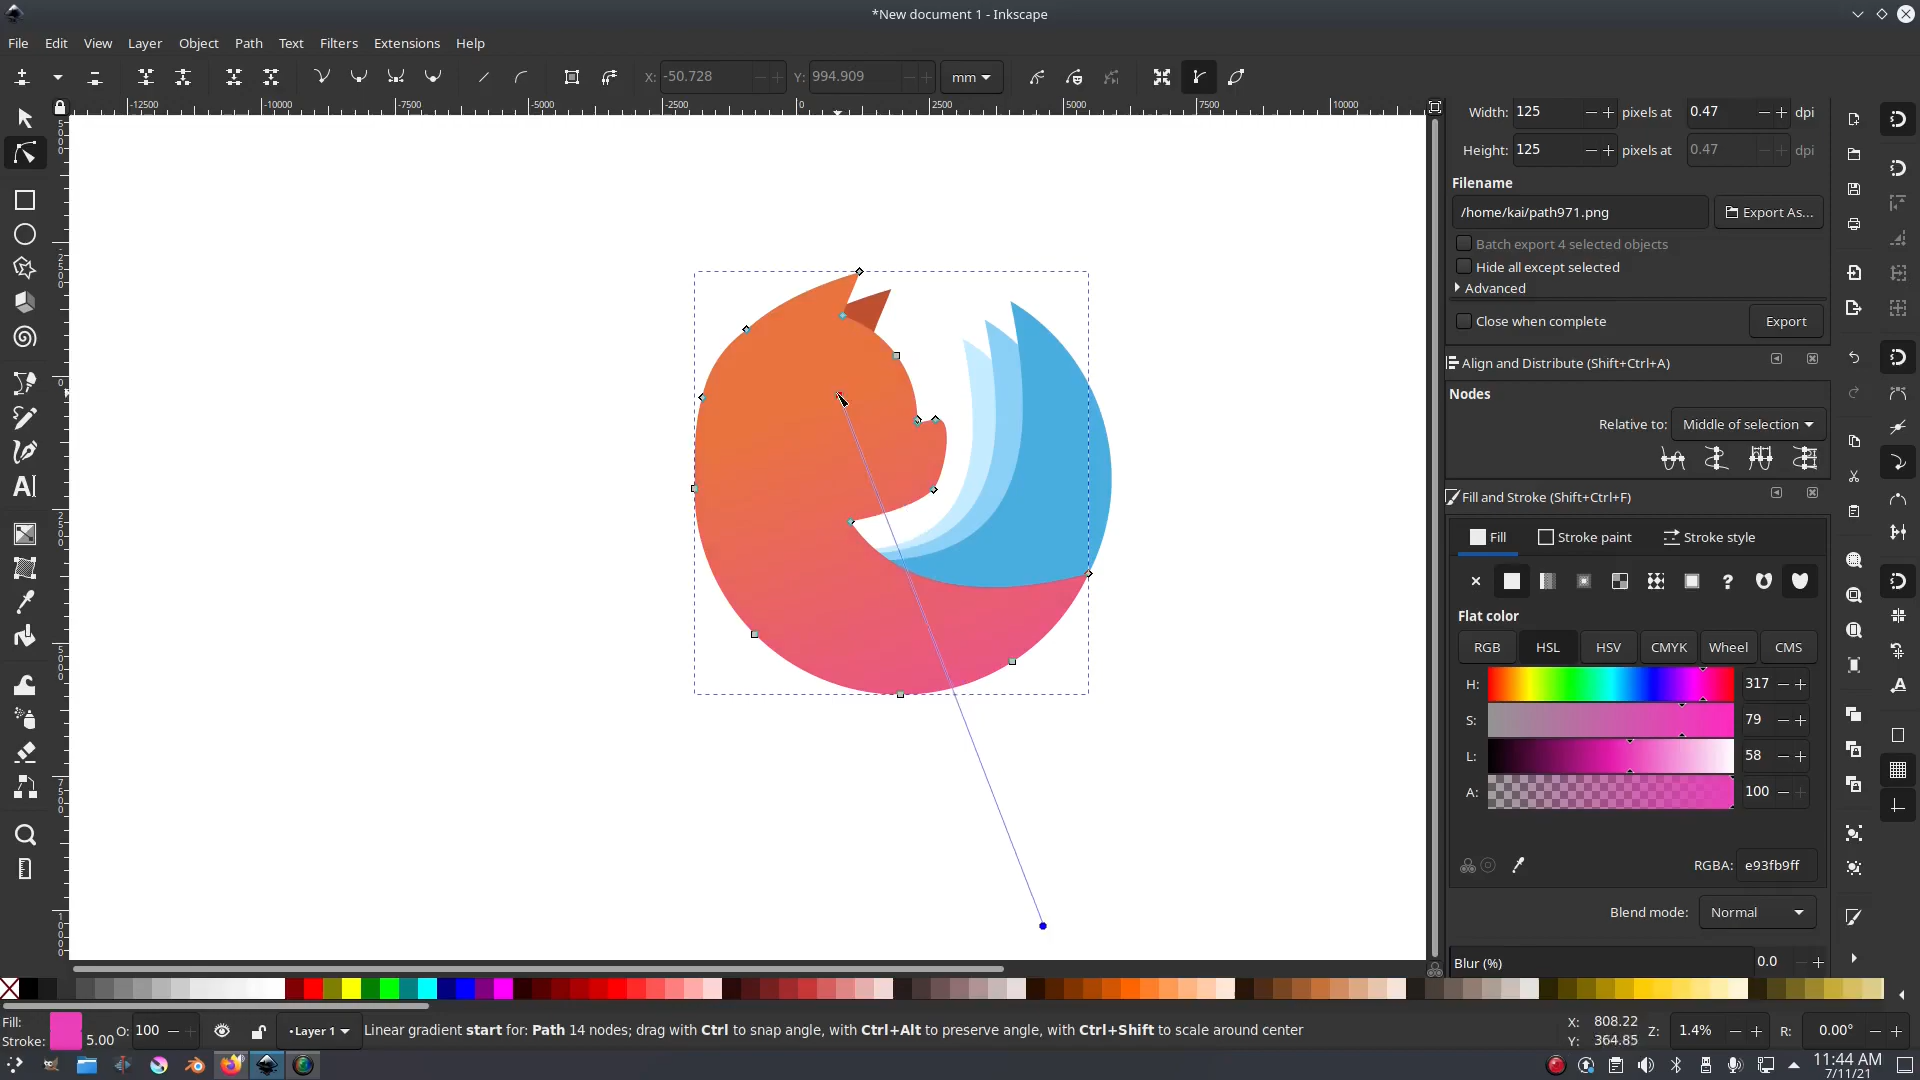 *New document 1 - Inkscape
File Edit View Layer Object Path Text Filters Extensions Help
X: -50.728 Y: 994.909 mm
-12500 -10000 -7500 -5000 -2500 0 2500 5000 7500 10000
Width: 125 pixels at 0.47 dpi
Height: 125 pixels at 0.47 dpi
Filename
/home/kai/path971.png Export As...
Batch export 4 selected objects
Hide all except selected
Advanced
Close when complete Export
Align and Distribute (Shift+Ctrl+A)
Nodes
Relative to: Middle of selection
Fill and Stroke (Shift+Ctrl+F)
Fill Stroke paint Stroke style
Flat color
RGB HSL HSV CMYK Wheel CMS
H: 317
S: 79
L: 58
A: 100
RGBA: e93fb9ff
Blend mode: Normal
Blur (%) 0.0
Fill: O: 100 Layer 1 Linear gradient start for: Path 14 nodes; drag with Ctrl to snap angle, with Ctrl+Alt to preserve angle, with Ctrl+Shift to scale around center X: 808.22 Z: 1.4% R: 0.00°
Stroke: 5.00 Y: 364.85
11:44 AM
7/11/21